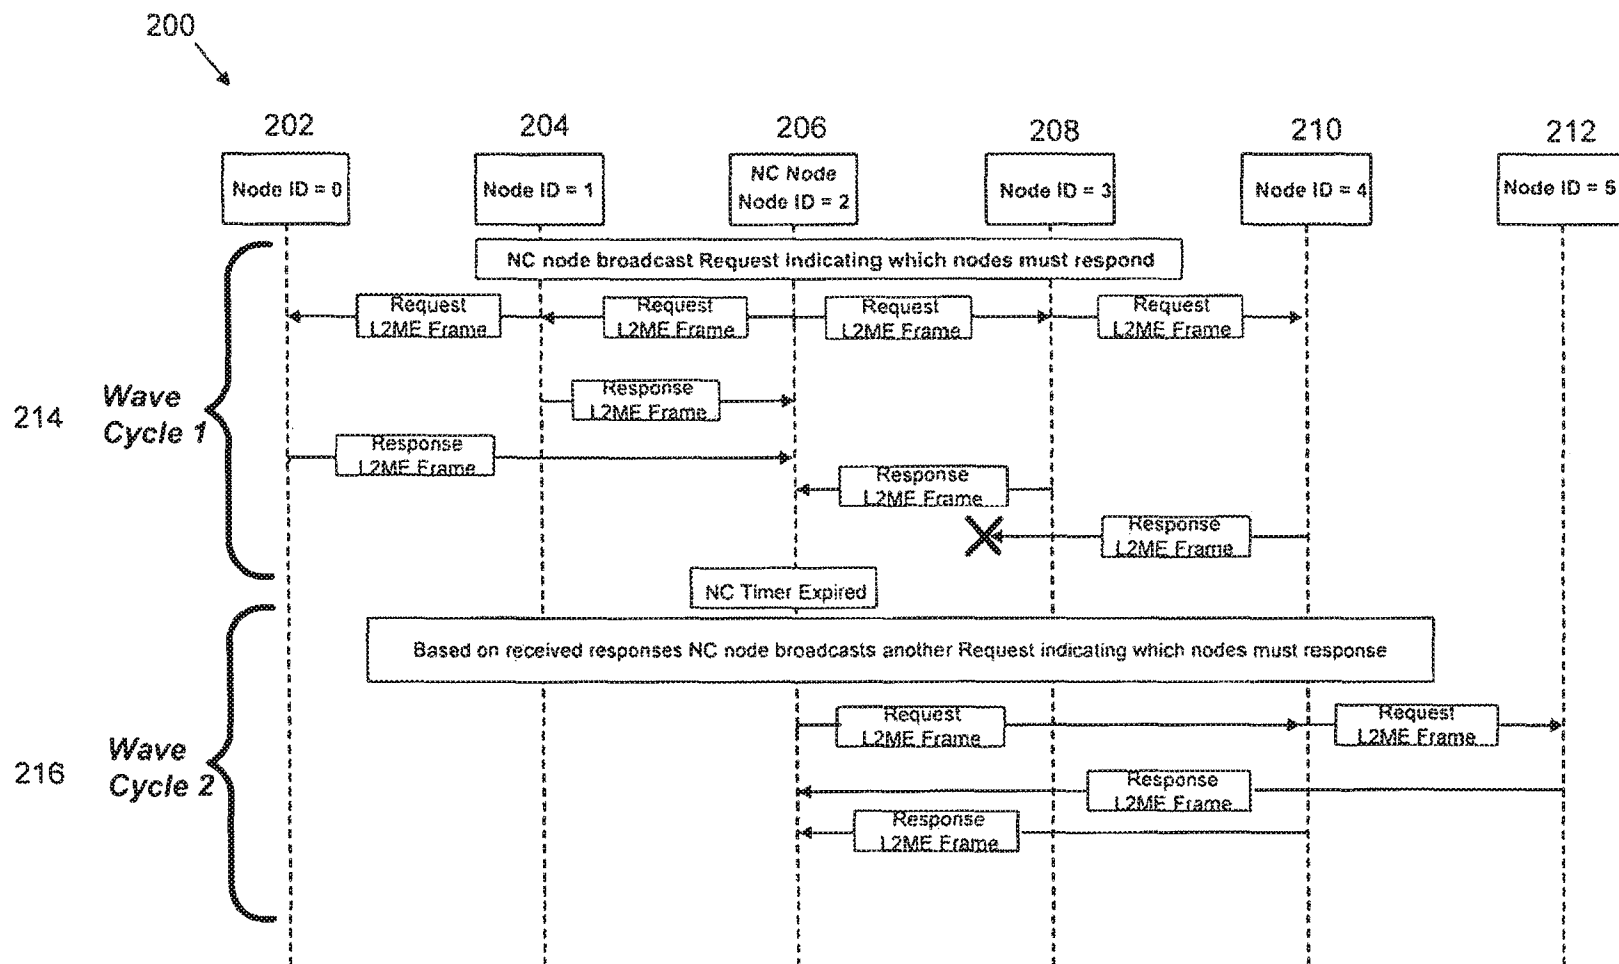 200
202
204
206
208
210
212
Node ID = 0
Node ID = 1
NC Node
Node ID = 2
Node ID = 3
Node ID = 4
Node ID = 5
NC node broadcast Request indicating which nodes must respond
Request
L2ME Frame
Request
L2ME Frame
Request
L2ME Frame
Request
L2ME Frame
214
Wave
Cycle 1
Response
L2ME Frame
Response
L2ME Frame
Response
L2ME Frame
Response
L2ME Frame
NC Timer Expired
Based on received responses NC node broadcasts another Request indicating which nodes must response
216
Wave
Cycle 2
Request
L2ME Frame
Request
L2ME Frame
Response
L2ME Frame
Response
L2ME Frame